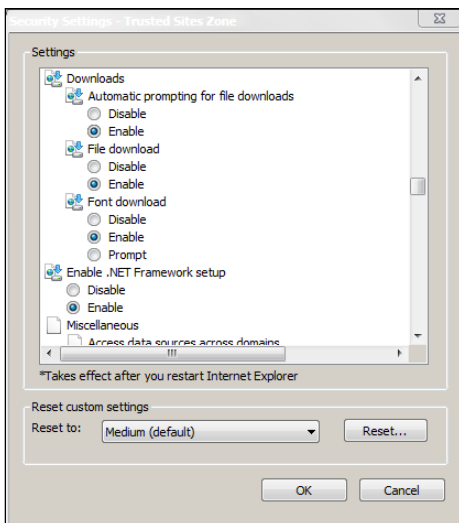 Security Settings - Trusted Sites Zone
Settings
Downloads
Automatic prompting for file downloads
Disable
Enable
File download
Disable
Enable
Font download
Disable
Enable
Prompt
Enable .NET Framework setup
Disable
Enable
Miscellaneous
Access data sources across domains
*Takes effect after you restart Internet Explorer
Reset custom settings
Reset to: Medium (default) Reset...
OK Cancel